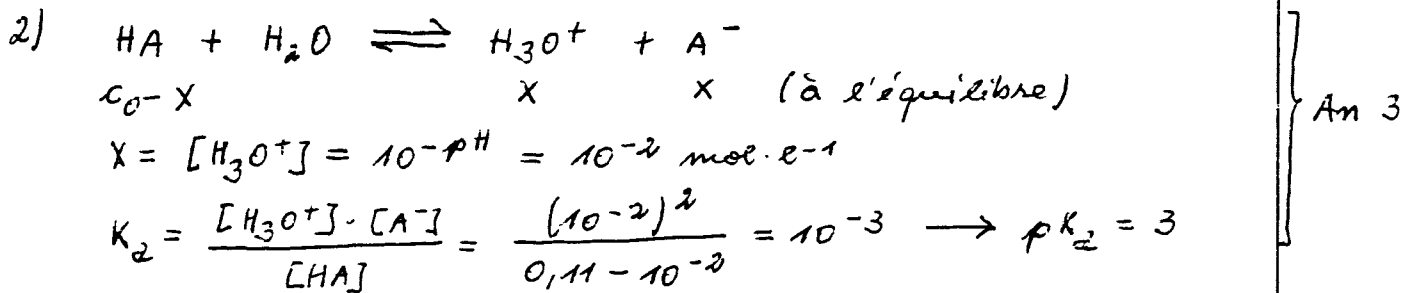 2) HA + H₂O ⇌ H₃O⁺ + A⁻
c₀-x x x (à l'équilibre) An 3
x = [H₃O⁺] = 10^-pH = 10^-2 mol·l^-1
Kₐ = [H₃O⁺]·[A⁻] / [HA] = (10^-2)^2 / 0,11 - 10^-2 = 10^-3 → pKₐ = 3